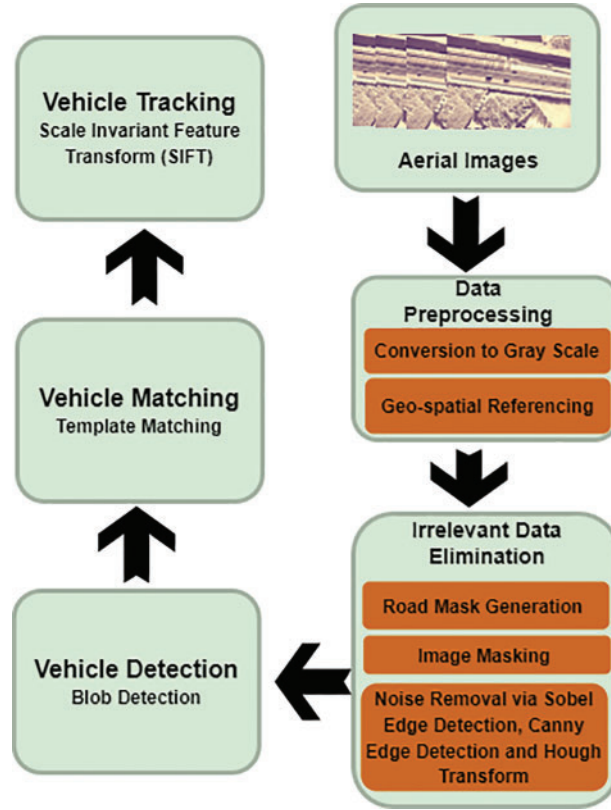 Aerial Images
Data
Preprocessing
Conversion to Gray Scale
Geo-spatial Referencing
Irrelevant Data
Elimination
Road Mask Generation
Image Masking
Noise Removal via Sobel
Edge Detection, Canny
Edge Detection and Hough
Transform
Vehicle Detection
Blob Detection
Vehicle Matching
Template Matching
Vehicle Tracking
Scale Invariant Feature
Transform (SIFT)